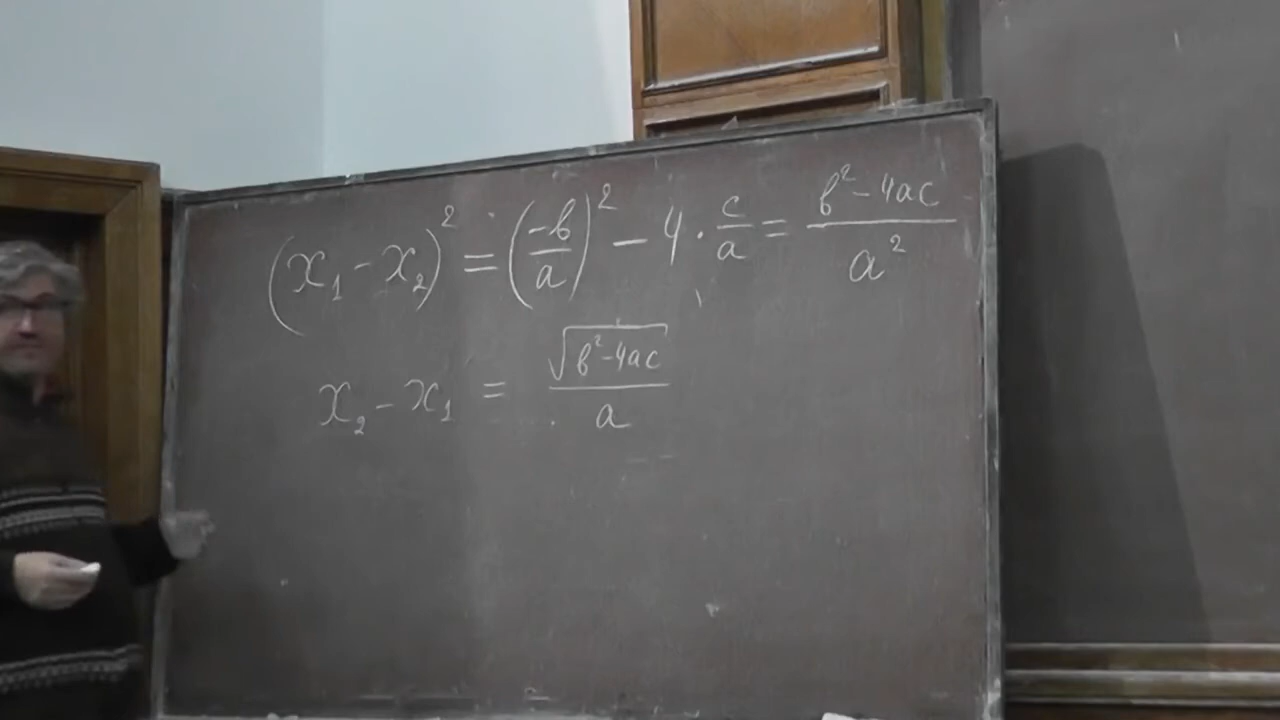 (x₁ - x₂)² = (-b/a)² - 4 · c/a = (b² - 4ac)/a²
x₂ - x₁ = √(b² - 4ac)/a